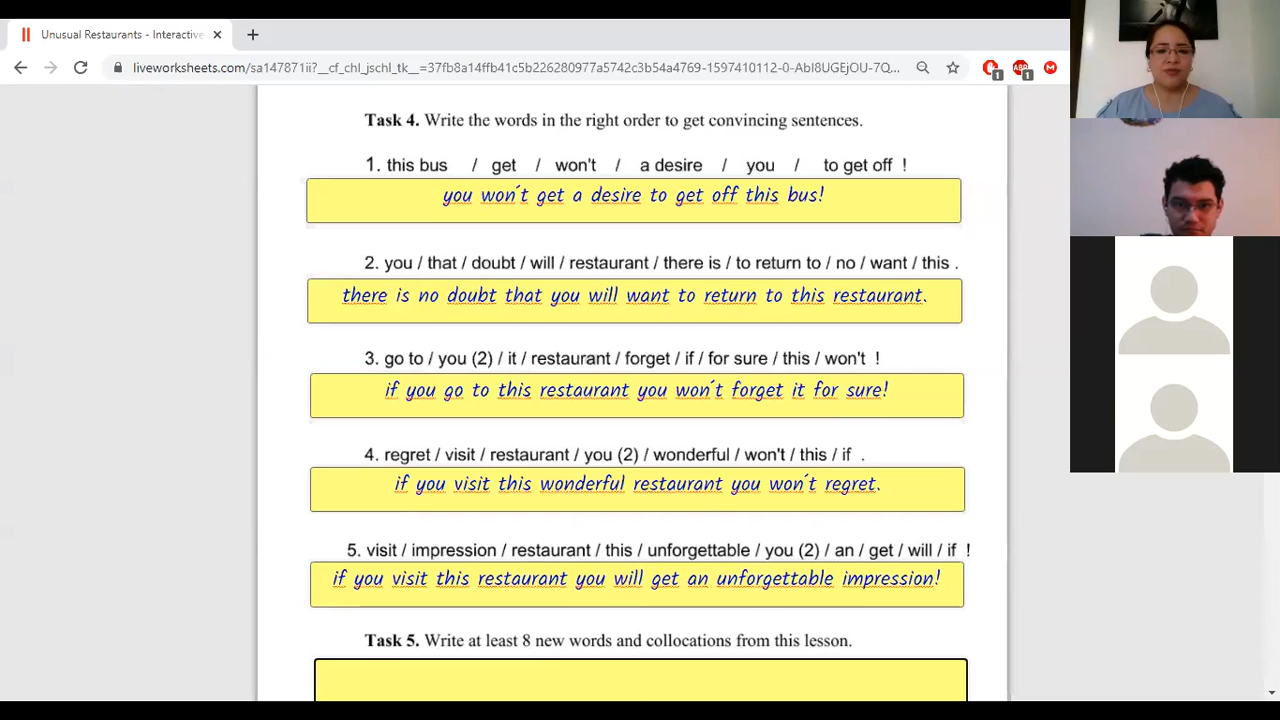 Unusual Restaurants - Interactive
liveworksheets.com/sa147871ii?__cf_chl_jschl_tk__=37fb8a31fb41c5b226280977a5742c3b54a4769-1597410112-0-AbI8UGEjOU-7Q...
1 1
Task 4. Write the words in the right order to get convincing sentences.
1. this bus / get / won't / a desire / you / to get off !
you won´t get a desire to get off this bus!
2. you / that / doubt / will / restaurant / there is / to return to / no / want / this .
there is no doubt that you will want to return to this restaurant.
3. go to / you (2) / it / restaurant / forget / if / for sure / this / won't !
if you go to this restaurant you won´t forget it for sure!
4. regret / visit / restaurant / you (2) / wonderful / won't / this / if .
if you visit this wonderful restaurant you won´t regret.
5. visit / impression / restaurant / this / unforgettable / you (2) / an / get / will / if !
if you visit this restaurant you will get an unforgettable impression!
Task 5. Write at least 8 new words and collocations from this lesson.